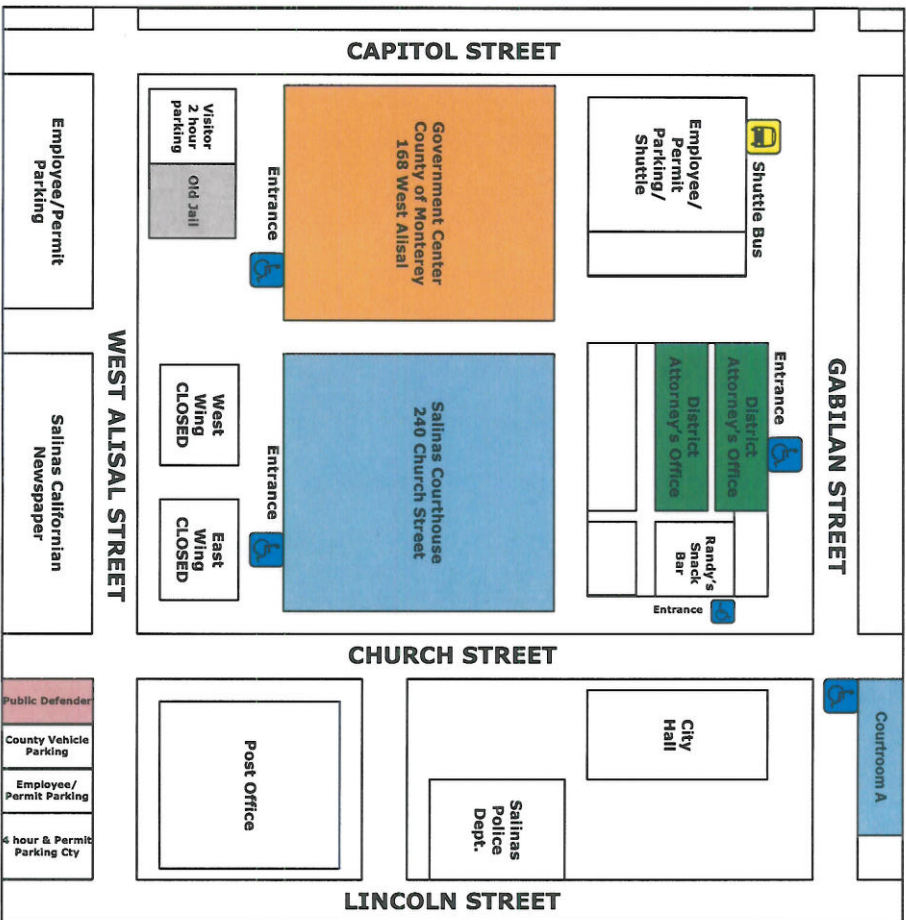 CAPITOL STREET
Employee/Permit
Parking
Visitor
2 hour
parking
Old Jail
Entrance
Government Center
County of Monterey
168 West Alisal
Employee/
Permit
Parking/
Shuttle
Shuttle Bus
WEST ALISAL STREET
GABILAN STREET
Salinas Californian
Newspaper
West
Wing
CLOSED
East
Wing
CLOSED
Entrance
Salinas Courthouse
240 Church Street
District
Attorney's Office
District
Attorney's Office
Entrance
Randy's
Snack
Bar
Entrance
CHURCH STREET
Public Defender
County Vehicle
Parking
Employee/
Permit Parking
4 hour & Permit
Parking Cty
Post Office
City
Hall
Salinas
Police
Dept.
Courtroom A
LINCOLN STREET